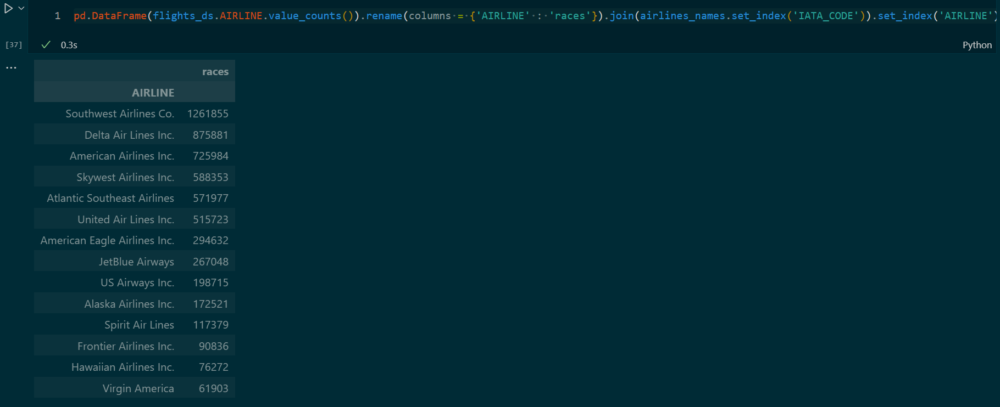 1 pd.DataFrame(flights_ds.AIRLINE.value_counts()).rename(columns = {'AIRLINE' : 'races'}).join(airlines_names.set_index('IATA_CODE')).set_index('AIRLINE')
[37] 0.3s Python
...
races
AIRLINE
Southwest Airlines Co. 1261855
Delta Air Lines Inc. 875881
American Airlines Inc. 725984
Skywest Airlines Inc. 588353
Atlantic Southeast Airlines 571977
United Air Lines Inc. 515723
American Eagle Airlines Inc. 294632
JetBlue Airways 267048
US Airways Inc. 198715
Alaska Airlines Inc. 172521
Spirit Air Lines 117379
Frontier Airlines Inc. 90836
Hawaiian Airlines Inc. 76272
Virgin America 61903